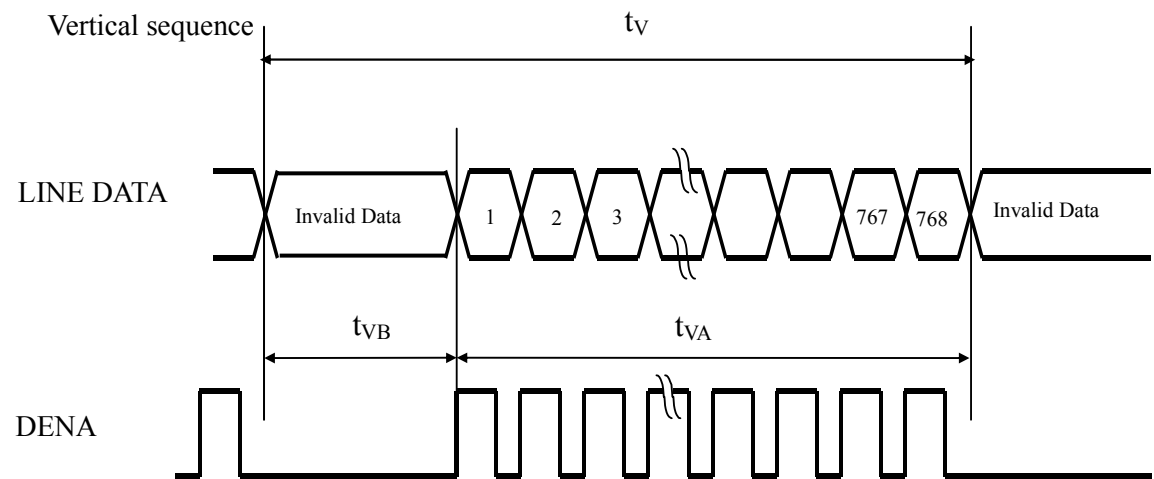 Vertical sequence
tV
LINE DATA
Invalid Data
1
2
3
767
768
Invalid Data
tVB
tVA
DENA